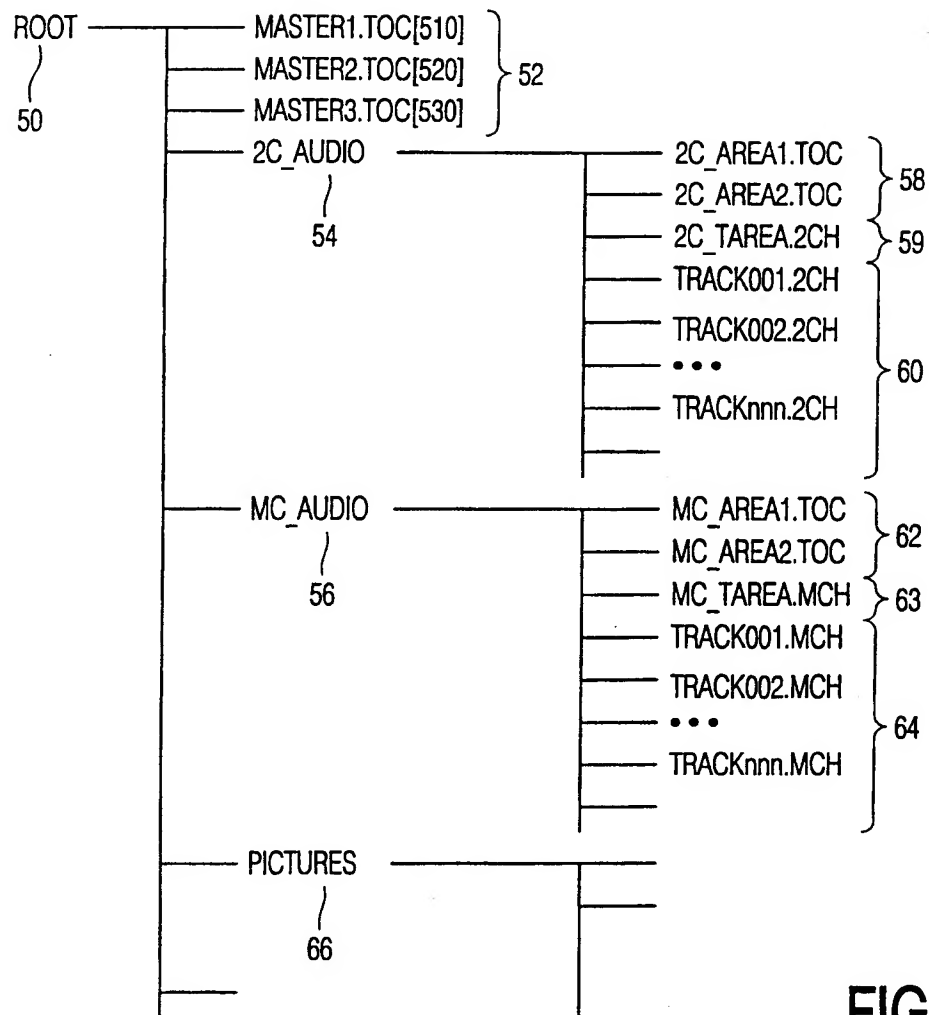 ROOT
50
MASTER1.TOC[510]
MASTER2.TOC[520]
MASTER3.TOC[530]
52
2C_AUDIO
54
2C_AREA1.TOC
2C_AREA2.TOC
58
2C_TAREA.2CH
59
TRACK001.2CH
TRACK002.2CH
•••
TRACKnnn.2CH
60
MC_AUDIO
56
MC_AREA1.TOC
MC_AREA2.TOC
62
MC_TAREA.MCH
63
TRACK001.MCH
TRACK002.MCH
•••
TRACKnnn.MCH
64
PICTURES
66
FIG